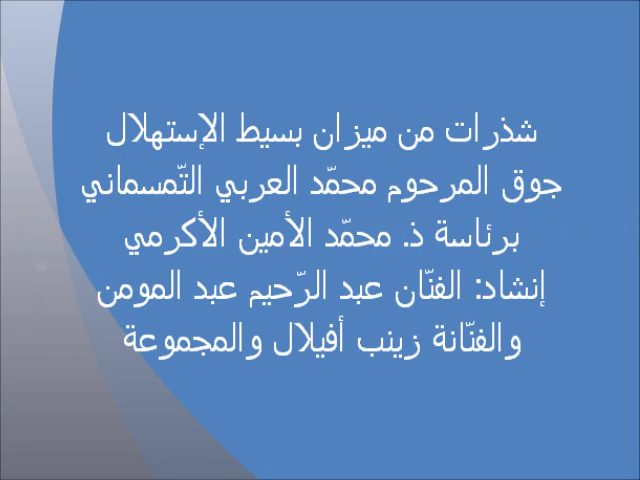 شذرات من ميزان بسيط الإستهلال
جوق المرحوم محمّد العربي التّمسماني
برئاسة ذ. محمّد الأمين الأكرمي
إنشاد: الفنّان عبد الرّحيم عبد المومن
والفنّانة زينب أفيلال والمجموعة